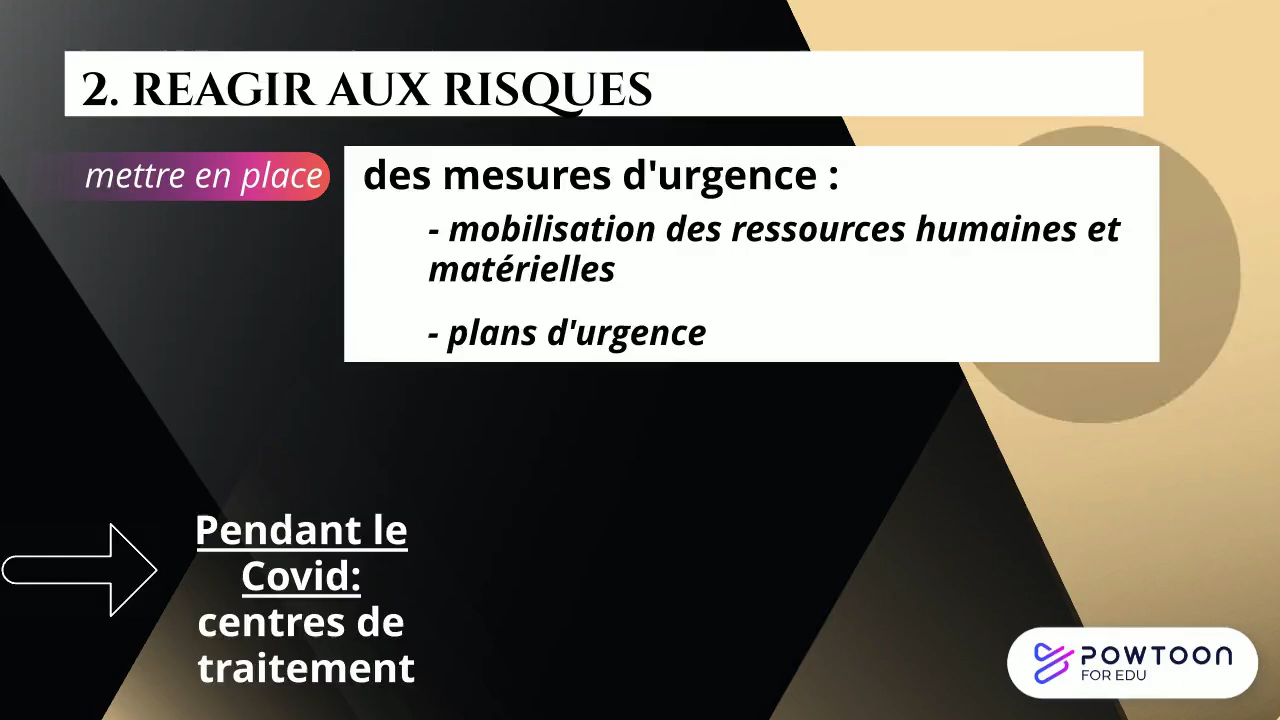 2. REAGIR AUX RISQUES
mettre en place
des mesures d'urgence :
- mobilisation des ressources humaines et
matérielles
- plans d'urgence
Pendant le
Covid:
centres de
traitement
POWTOON
FOR EDU